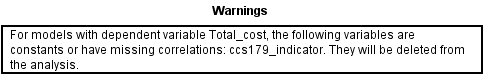 Warnings
For models with dependent variable Total_cost, the following variables are
constants or have missing correlations: ccs179_indicator. They will be deleted from
the analysis.